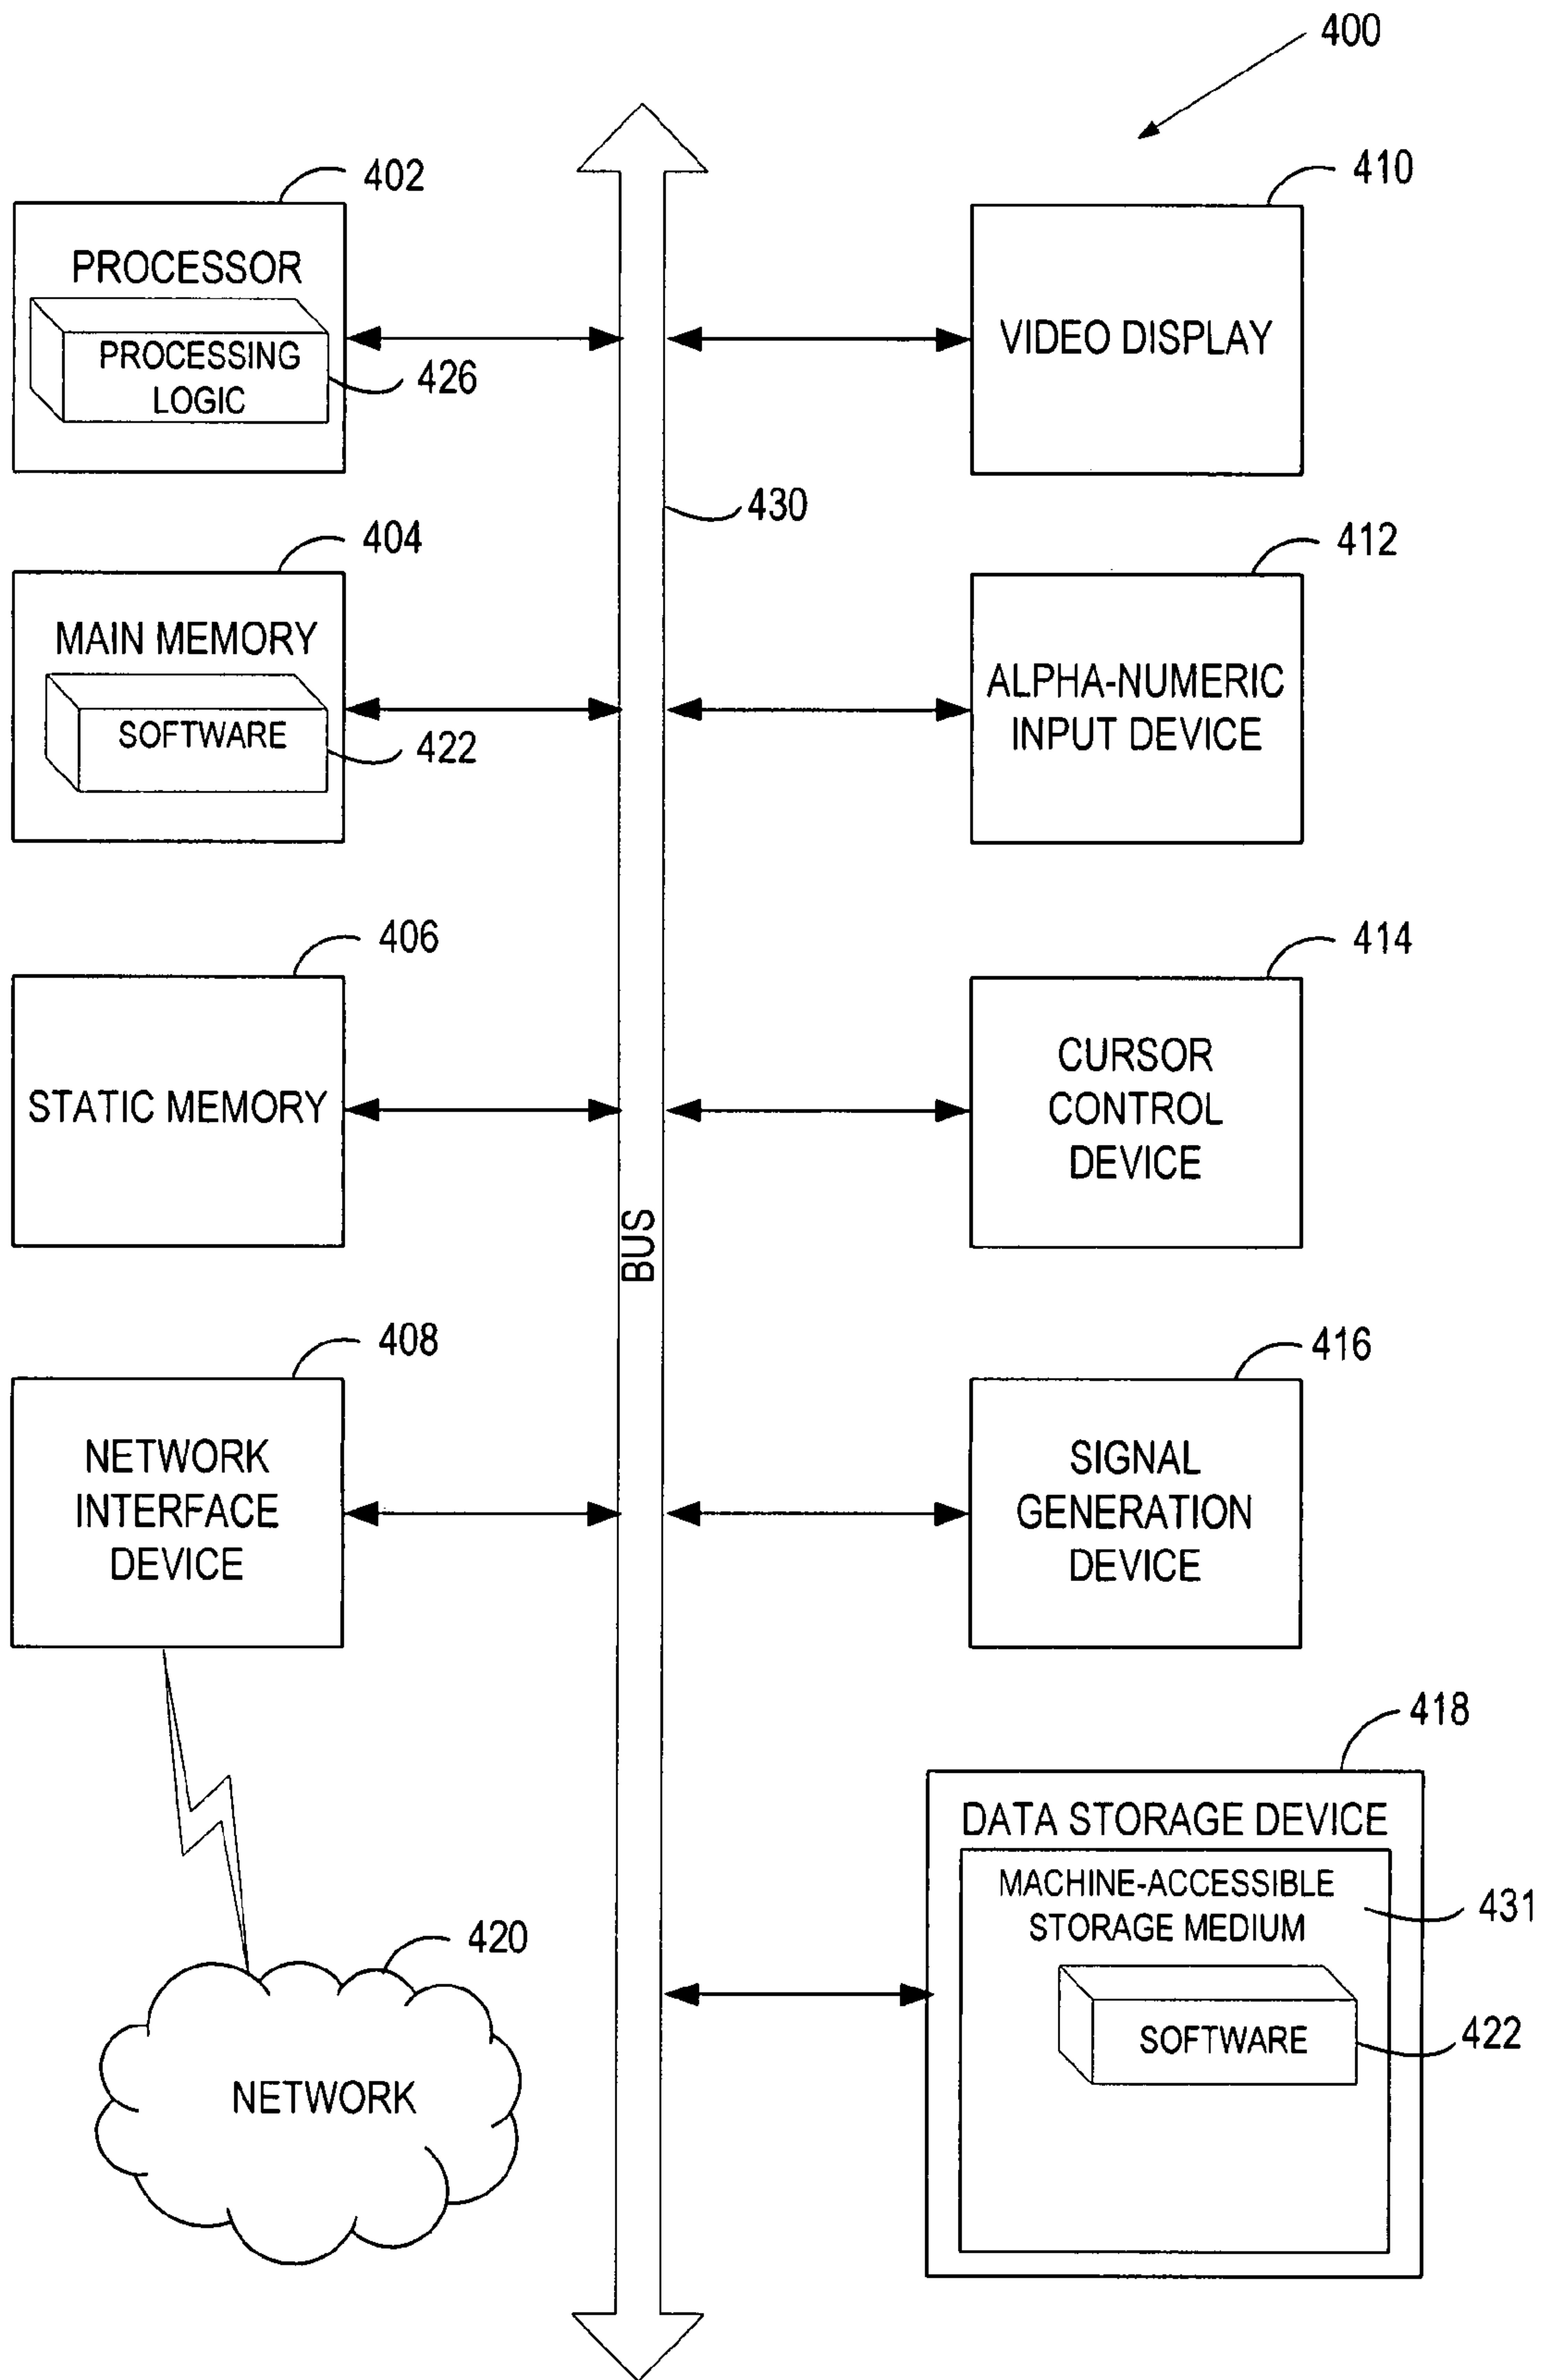 400
402
PROCESSOR
PROCESSING
LOGIC
426
410
VIDEO DISPLAY
430
404
MAIN MEMORY
SOFTWARE
422
412
ALPHA-NUMERIC
INPUT DEVICE
406
STATIC MEMORY
414
CURSOR
CONTROL
DEVICE
BUS
408
NETWORK
INTERFACE
DEVICE
416
SIGNAL
GENERATION
DEVICE
418
DATA STORAGE DEVICE
MACHINE-ACCESSIBLE
STORAGE MEDIUM
431
SOFTWARE
422
420
NETWORK